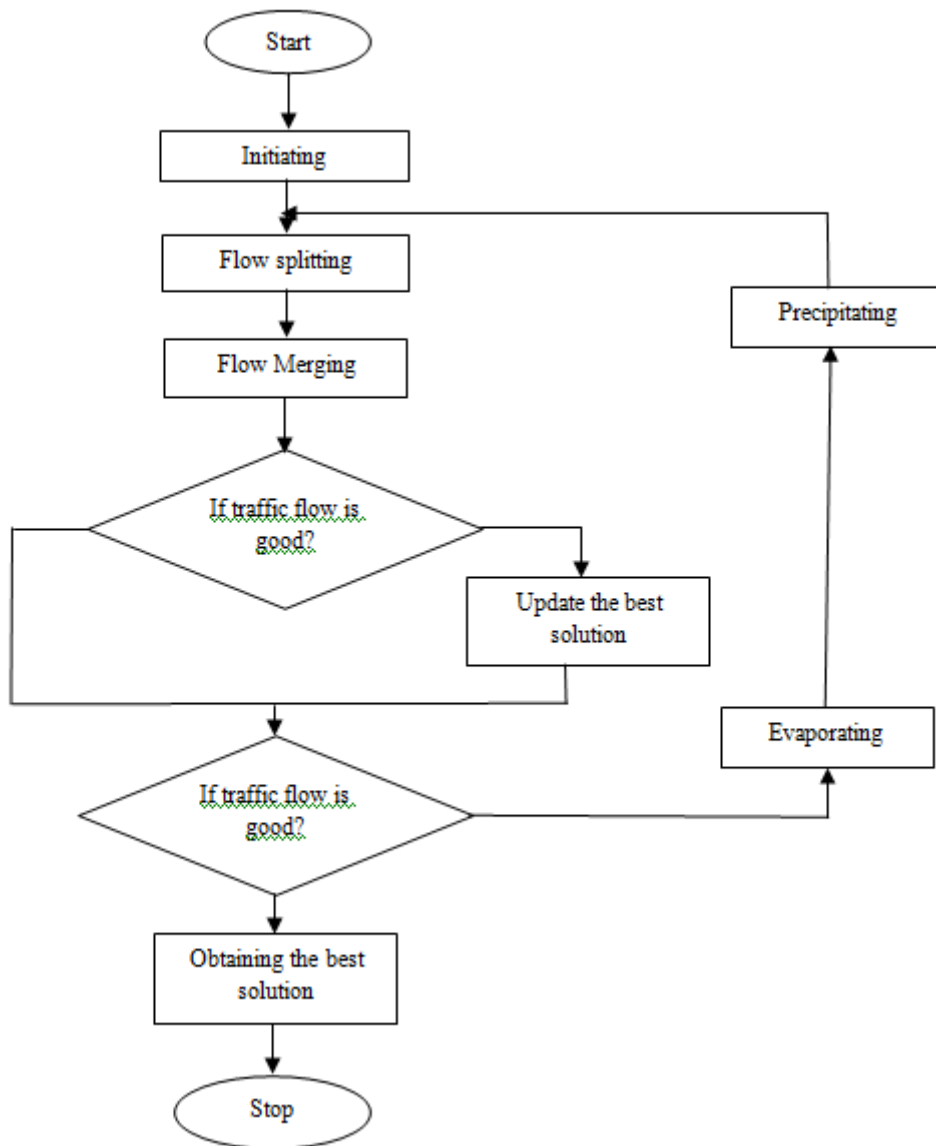 Start
Initiating
Flow splitting
Precipitating
Flow Merging
If traffic flow is
good?
Update the best
solution
Evaporating
If traffic flow is
good?
Obtaining the best
solution
Stop